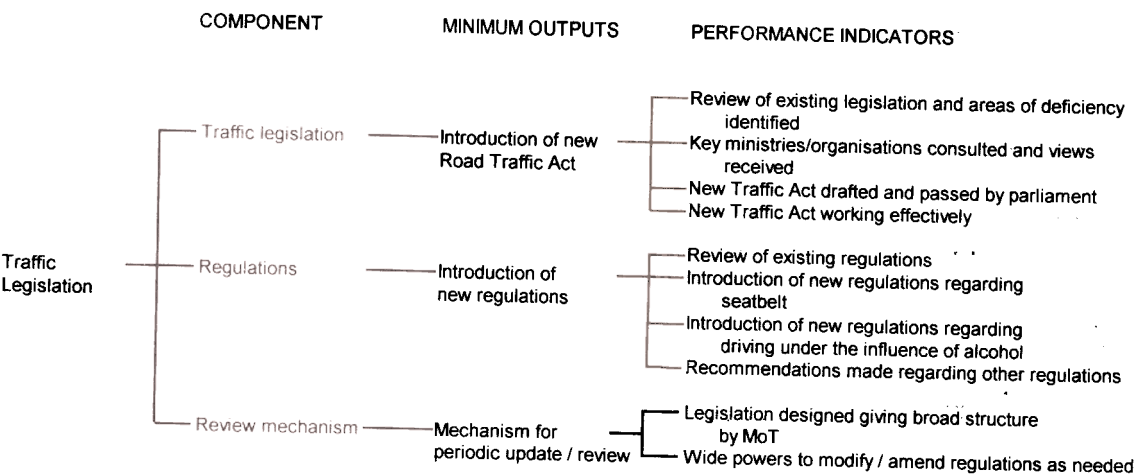 COMPONENT
MINIMUM OUTPUTS
PERFORMANCE INDICATORS
Traffic
Legislation
Traffic legislation
Introduction of new
Road Traffic Act
Review of existing legislation and areas of deficiency
identified
Key ministries/organisations consulted and views
received
New Traffic Act drafted and passed by parliament
New Traffic Act working effectively
Regulations
Introduction of
new regulations
Review of existing regulations
Introduction of new regulations regarding
seatbelt
Introduction of new regulations regarding
driving under the influence of alcohol
Recommendations made regarding other regulations
Review mechanism
Mechanism for
periodic update / review
Legislation designed giving broad structure
by MoT
Wide powers to modify / amend regulations as needed